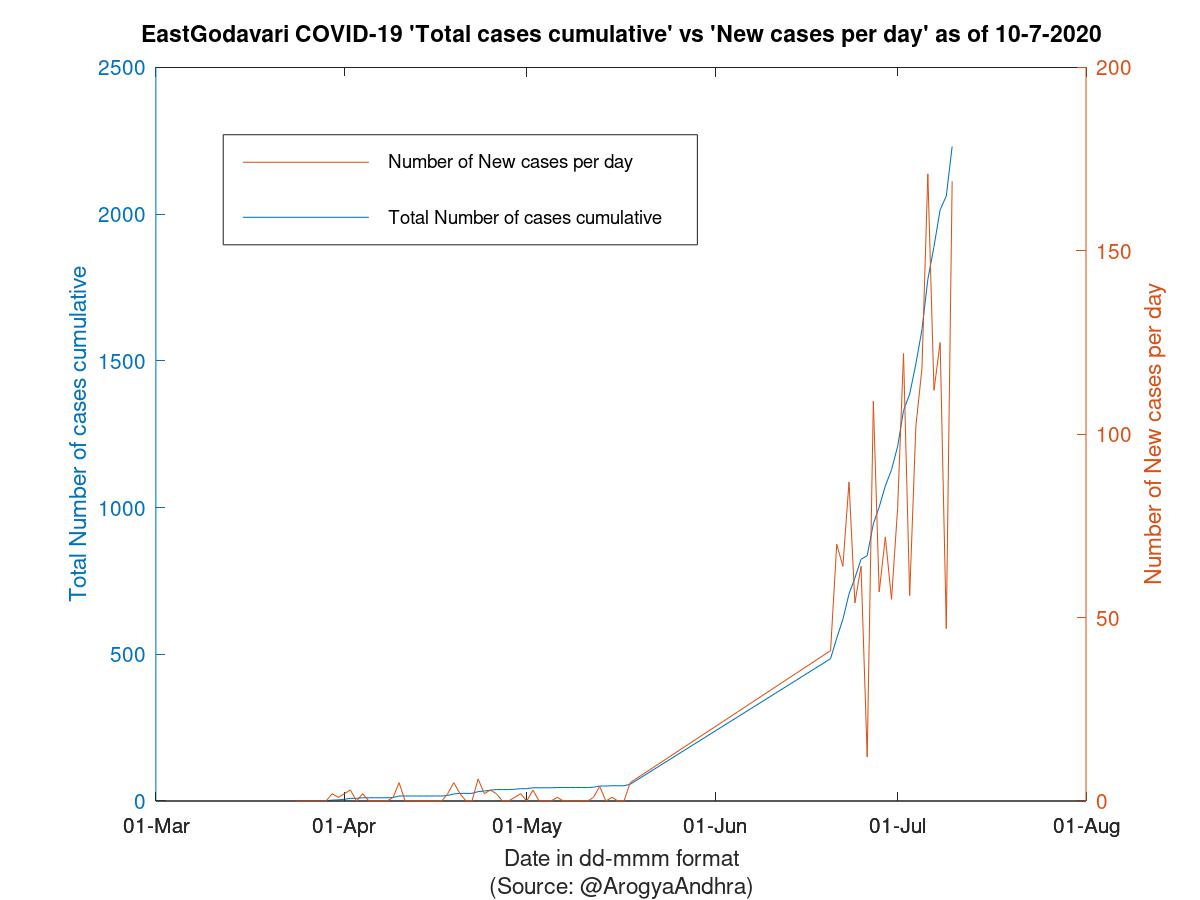 EastGodavari COVID-19 'Total cases cumulative' vs 'New cases per day' as of 10-7-2020
2500
2000
1500
1000
500
0
200
150
100
50
0
Total Number of cases cumulative
Number of New cases per day
Number of New cases per day
Total Number of cases cumulative
01-Mar 01-Apr 01-May 01-Jun 01-Jul 01-Aug
Date in dd-mmm format
(Source: @ArogyaAndhra)